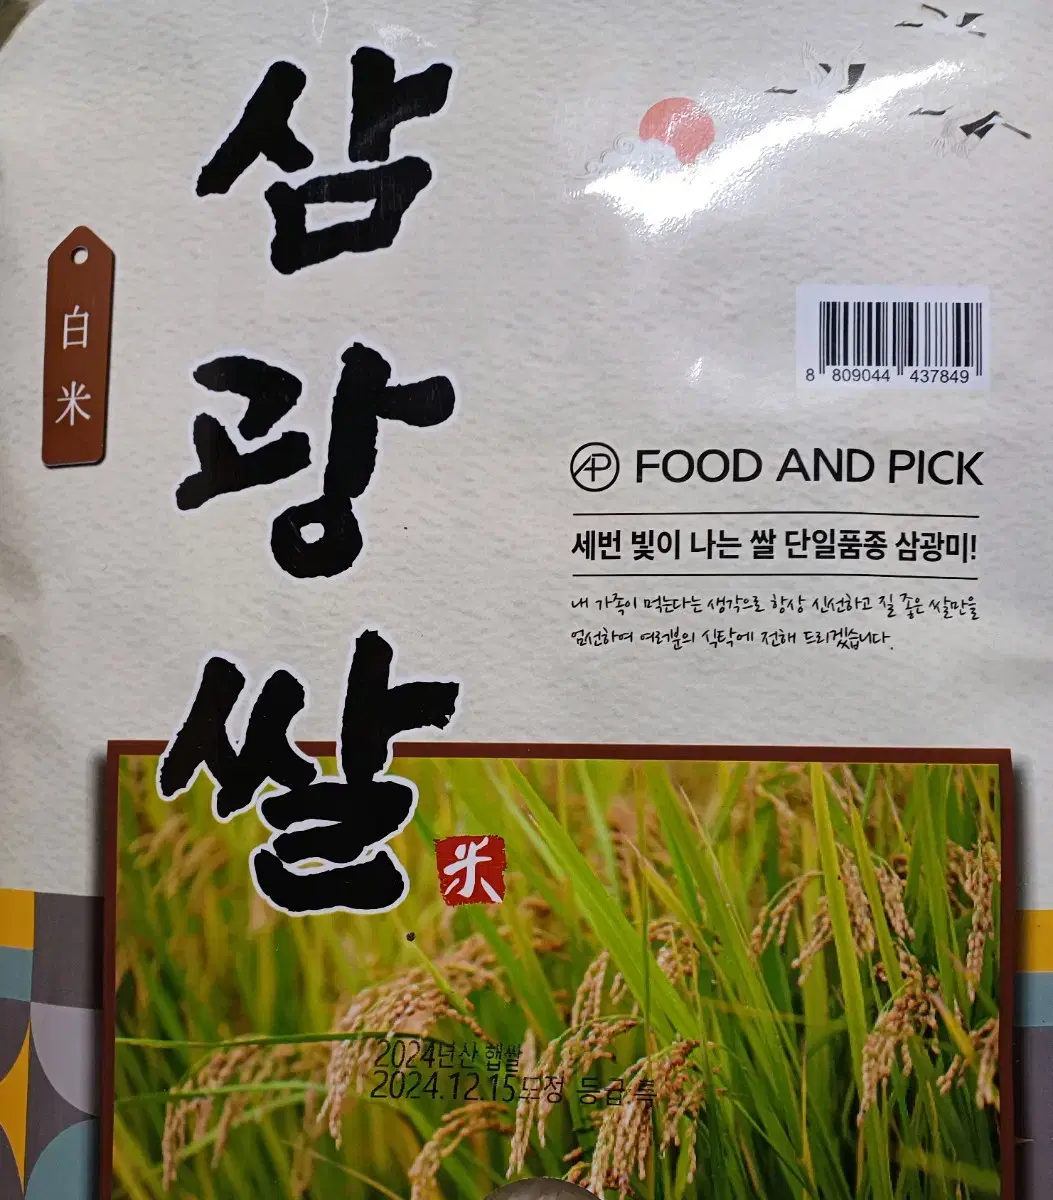 삼광쌀
白米
米
8 809044 437849
AP FOOD AND PICK
세번 빛이 나는 쌀 단일품종 삼광미!
내 가족이 먹는다는 생각으로 항상 신선하고 질 좋은 쌀만을
엄선하여 여러분의 식탁에 전해 드리겠습니다.
2024년산 햅쌀
2024.12.15도정 등급 특